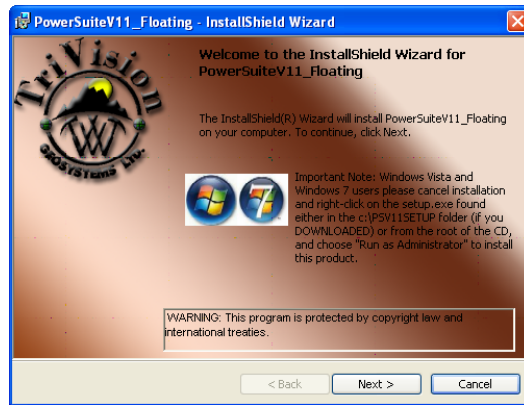 PowerSuiteV11_Floating - InstallShield Wizard
TriVision
GEOSYSTEMS LTD.
Welcome to the InstallShield Wizard for
PowerSuiteV11_Floating
The InstallShield(R) Wizard will install PowerSuiteV11_Floating
on your computer. To continue, click Next.
7
Important Note: Windows Vista and
Windows 7 users please cancel installation
and right-click on the setup.exe found
either in the c:\PSV11SETUP folder (if you
DOWNLOADED) or from the root of the CD,
and choose "Run as Administrator" to install
this product.
WARNING: This program is protected by copyright law and
international treaties.
< Back
Next >
Cancel